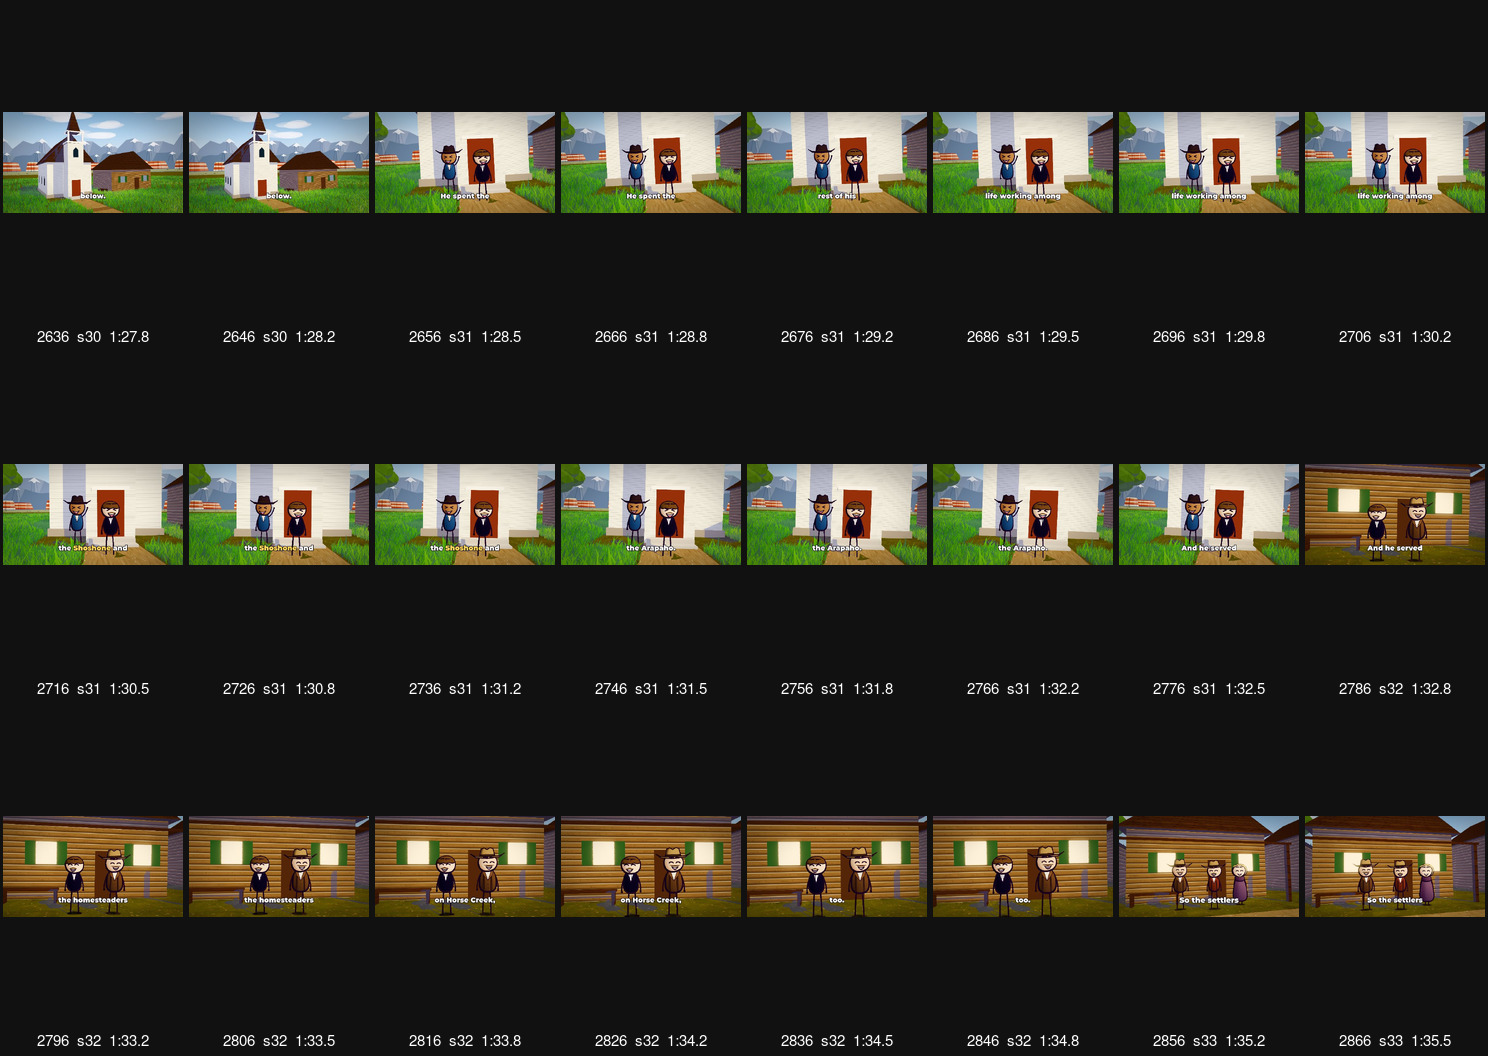 below.
below.
He spent the
He spent the
rest of his
life working among
life working among
life working among
2636 s30 1:27.8
2646 s30 1:28.2
2656 s31 1:28.5
2666 s31 1:28.8
2676 s31 1:29.2
2686 s31 1:29.5
2696 s31 1:29.8
2706 s31 1:30.2
the Shoshone and
the Shoshone and
the Shoshone and
the Arapaho.
the Arapaho.
the Arapaho.
And he served
And he served
2716 s31 1:30.5
2726 s31 1:30.8
2736 s31 1:31.2
2746 s31 1:31.5
2756 s31 1:31.8
2766 s31 1:32.2
2776 s31 1:32.5
2786 s32 1:32.8
the homesteaders
the homesteaders
on Horse Creek,
on Horse Creek,
too.
too.
So the settlers
So the settlers
2796 s32 1:33.2
2806 s32 1:33.5
2816 s32 1:33.8
2826 s32 1:34.2
2836 s32 1:34.5
2846 s32 1:34.8
2856 s33 1:35.2
2866 s33 1:35.5